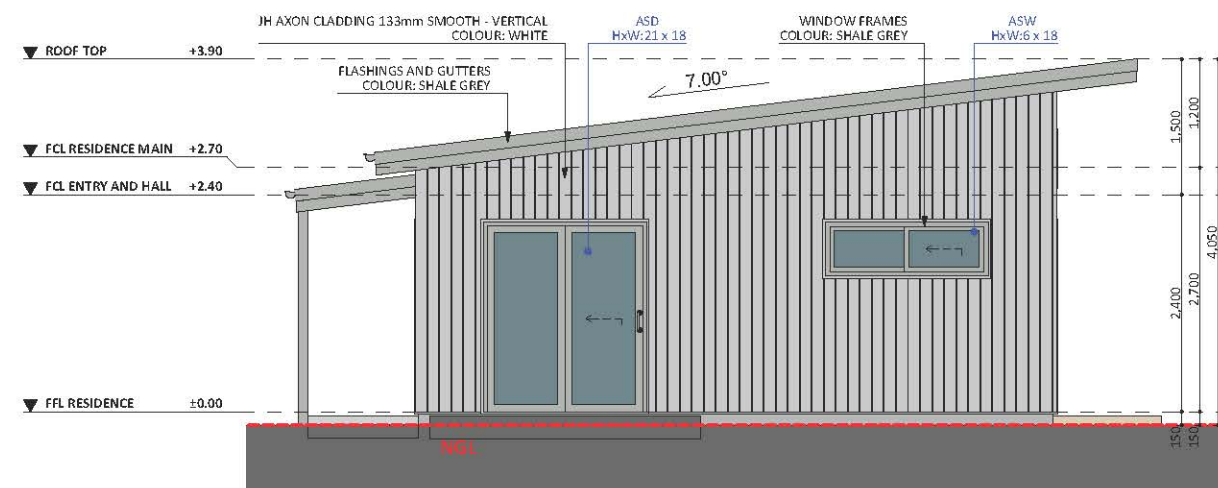 JH AXON CLADDING 133mm SMOOTH - VERTICAL
COLOUR: WHITE
ASD
HxW:21 x 18
WINDOW FRAMES
COLOUR: SHALE GREY
ASW
HxW:6 x 18
ROOF TOP +3.90
FLASHINGS AND GUTTERS
COLOUR: SHALE GREY
7.00°
FCL RESIDENCE MAIN +2.70
FCL ENTRY AND HALL +2.40
FFL RESIDENCE ±0.00
NGL
1,500
1,200
2,400
2,700
4,050
150
150